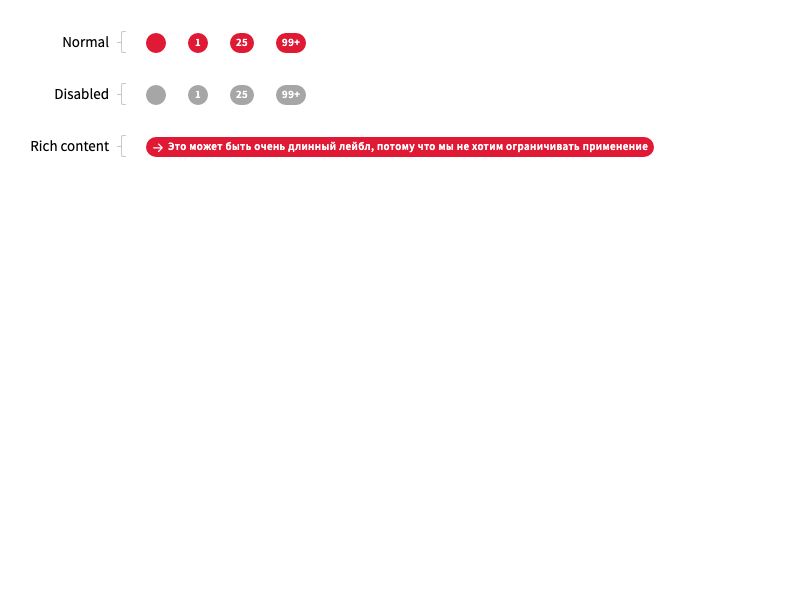 Normal 1 25 99+
Disabled 1 25 99+
Rich content → Это может быть очень длинный лейбл, потому что мы не хотим ограничивать применение